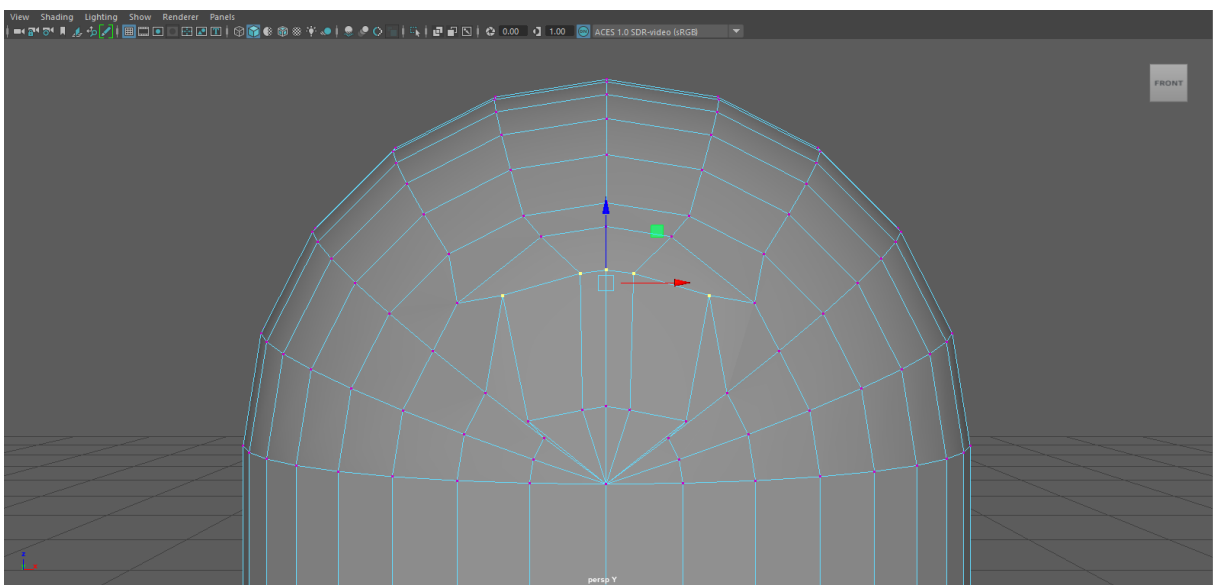 View Shading Lighting Show Renderer Panels
0.00 1.00 ACES 1.0 SDR-video (sRGB)
FRONT
z
x
persp Y